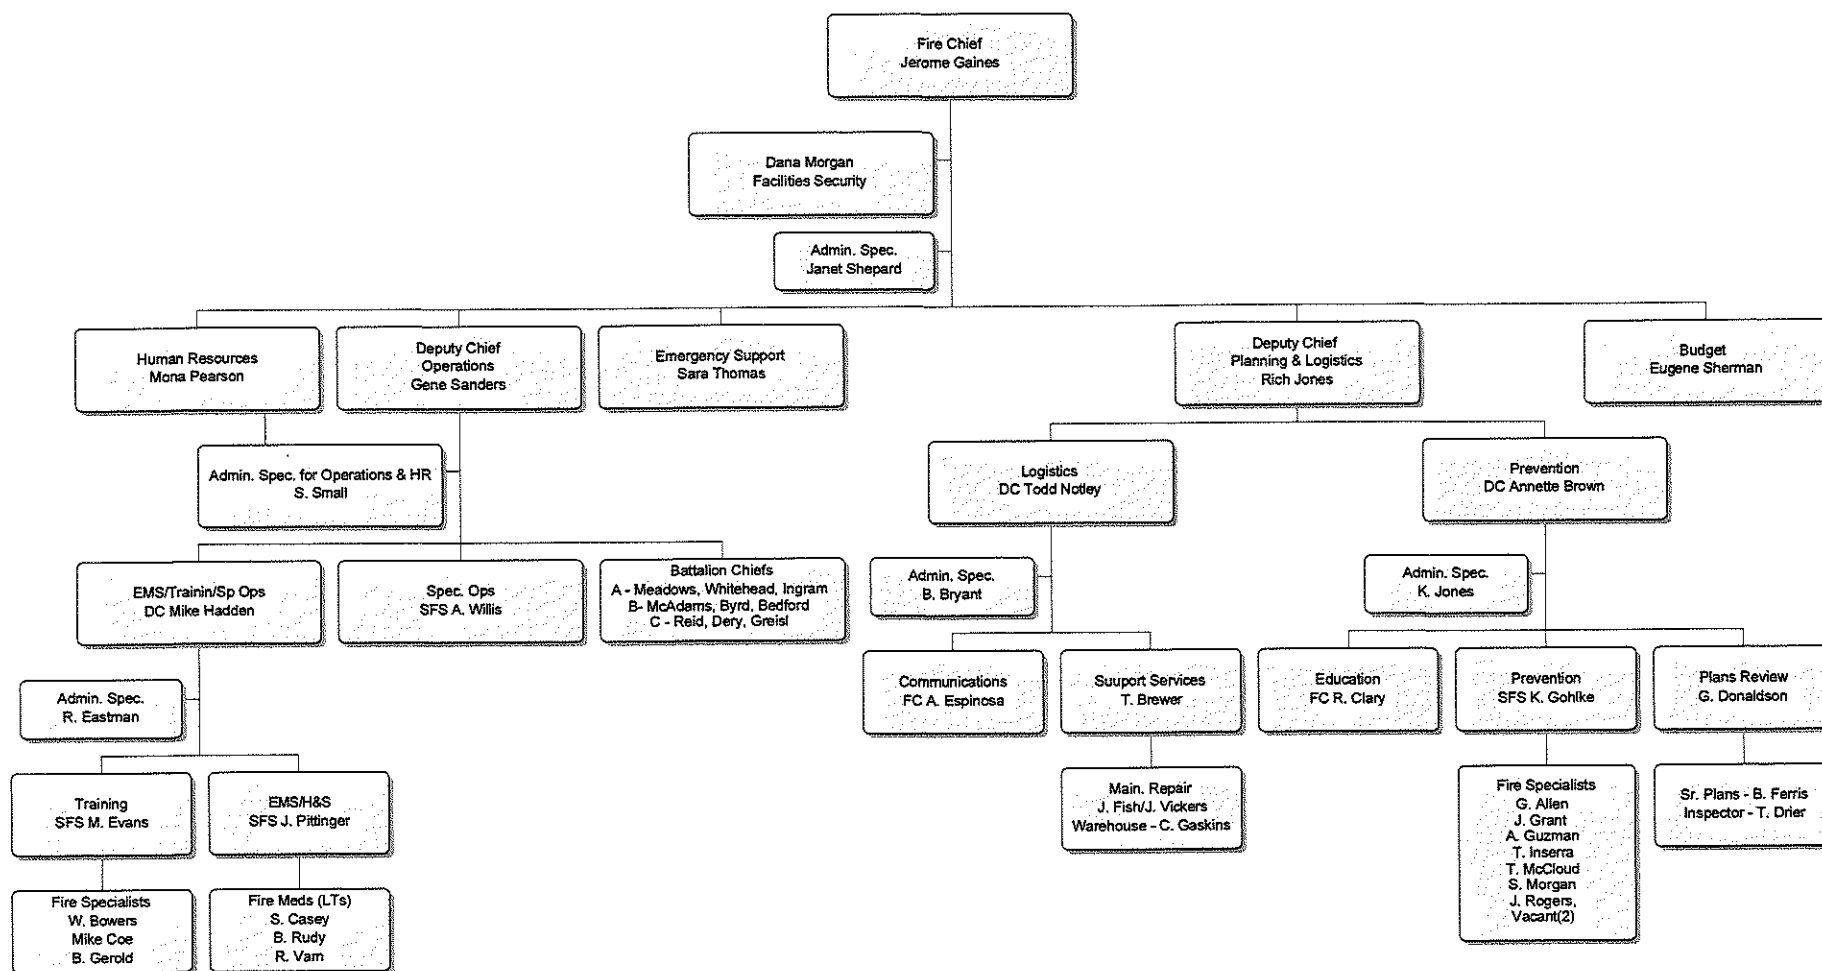 Fire Chief
Jerome Gaines
Dana Morgan
Facilities Security
Admin. Spec.
Janet Shepard
Human Resources
Mona Pearson
Deputy Chief
Operations
Gene Sanders
Emergency Support
Sara Thomas
Deputy Chief
Planning & Logistics
Rich Jones
Budget
Eugene Sherman
Admin. Spec. for Operations & HR
S. Small
Logistics
DC Todd Notley
Prevention
DC Annette Brown
EMS/Trainin/Sp Ops
DC Mike Hadden
Spec. Ops
SFS A. Willis
Battalion Chiefs
A - Meadows, Whitehead, Ingram
B- McAdams, Byrd, Bedford
C - Reid, Dery, Greisl
Admin. Spec.
B. Bryant
Admin. Spec.
K. Jones
Admin. Spec.
R. Eastman
Communications
FC A. Espinosa
Suuport Services
T. Brewer
Education
FC R. Clary
Prevention
SFS K. Gohlke
Plans Review
G. Donaldson
Training
SFS M. Evans
EMS/H&S
SFS J. Pittinger
Main. Repair
J. Fish/J. Vickers
Warehouse - C. Gaskins
Fire Specialists
G. Allen
J. Grant
A. Guzman
T. Inserra
T. McCloud
S. Morgan
J. Rogers,
Vacant(2)
Sr. Plans - B. Ferris
Inspector - T. Drier
Fire Specialists
W. Bowers
Mike Coe
B. Gerold
Fire Meds (LTs)
S. Casey
B. Rudy
R. Varn